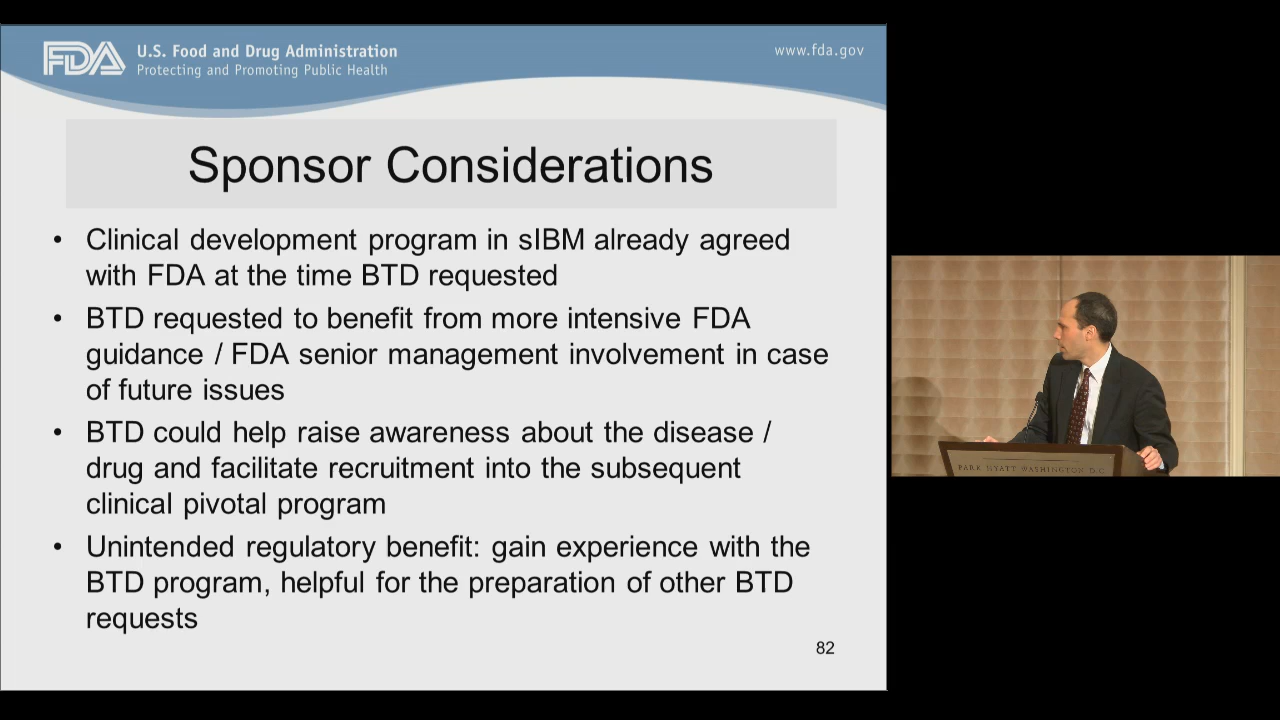 FDA
U.S. Food and Drug Administration
Protecting and Promoting Public Health
www.fda.gov
Sponsor Considerations
• Clinical development program in sIBM already agreed
with FDA at the time BTD requested
• BTD requested to benefit from more intensive FDA
guidance / FDA senior management involvement in case
of future issues
• BTD could help raise awareness about the disease /
drug and facilitate recruitment into the subsequent
clinical pivotal program
• Unintended regulatory benefit: gain experience with the
BTD program, helpful for the preparation of other BTD
requests
82
PARK HYATT WASHINGTON D.C.